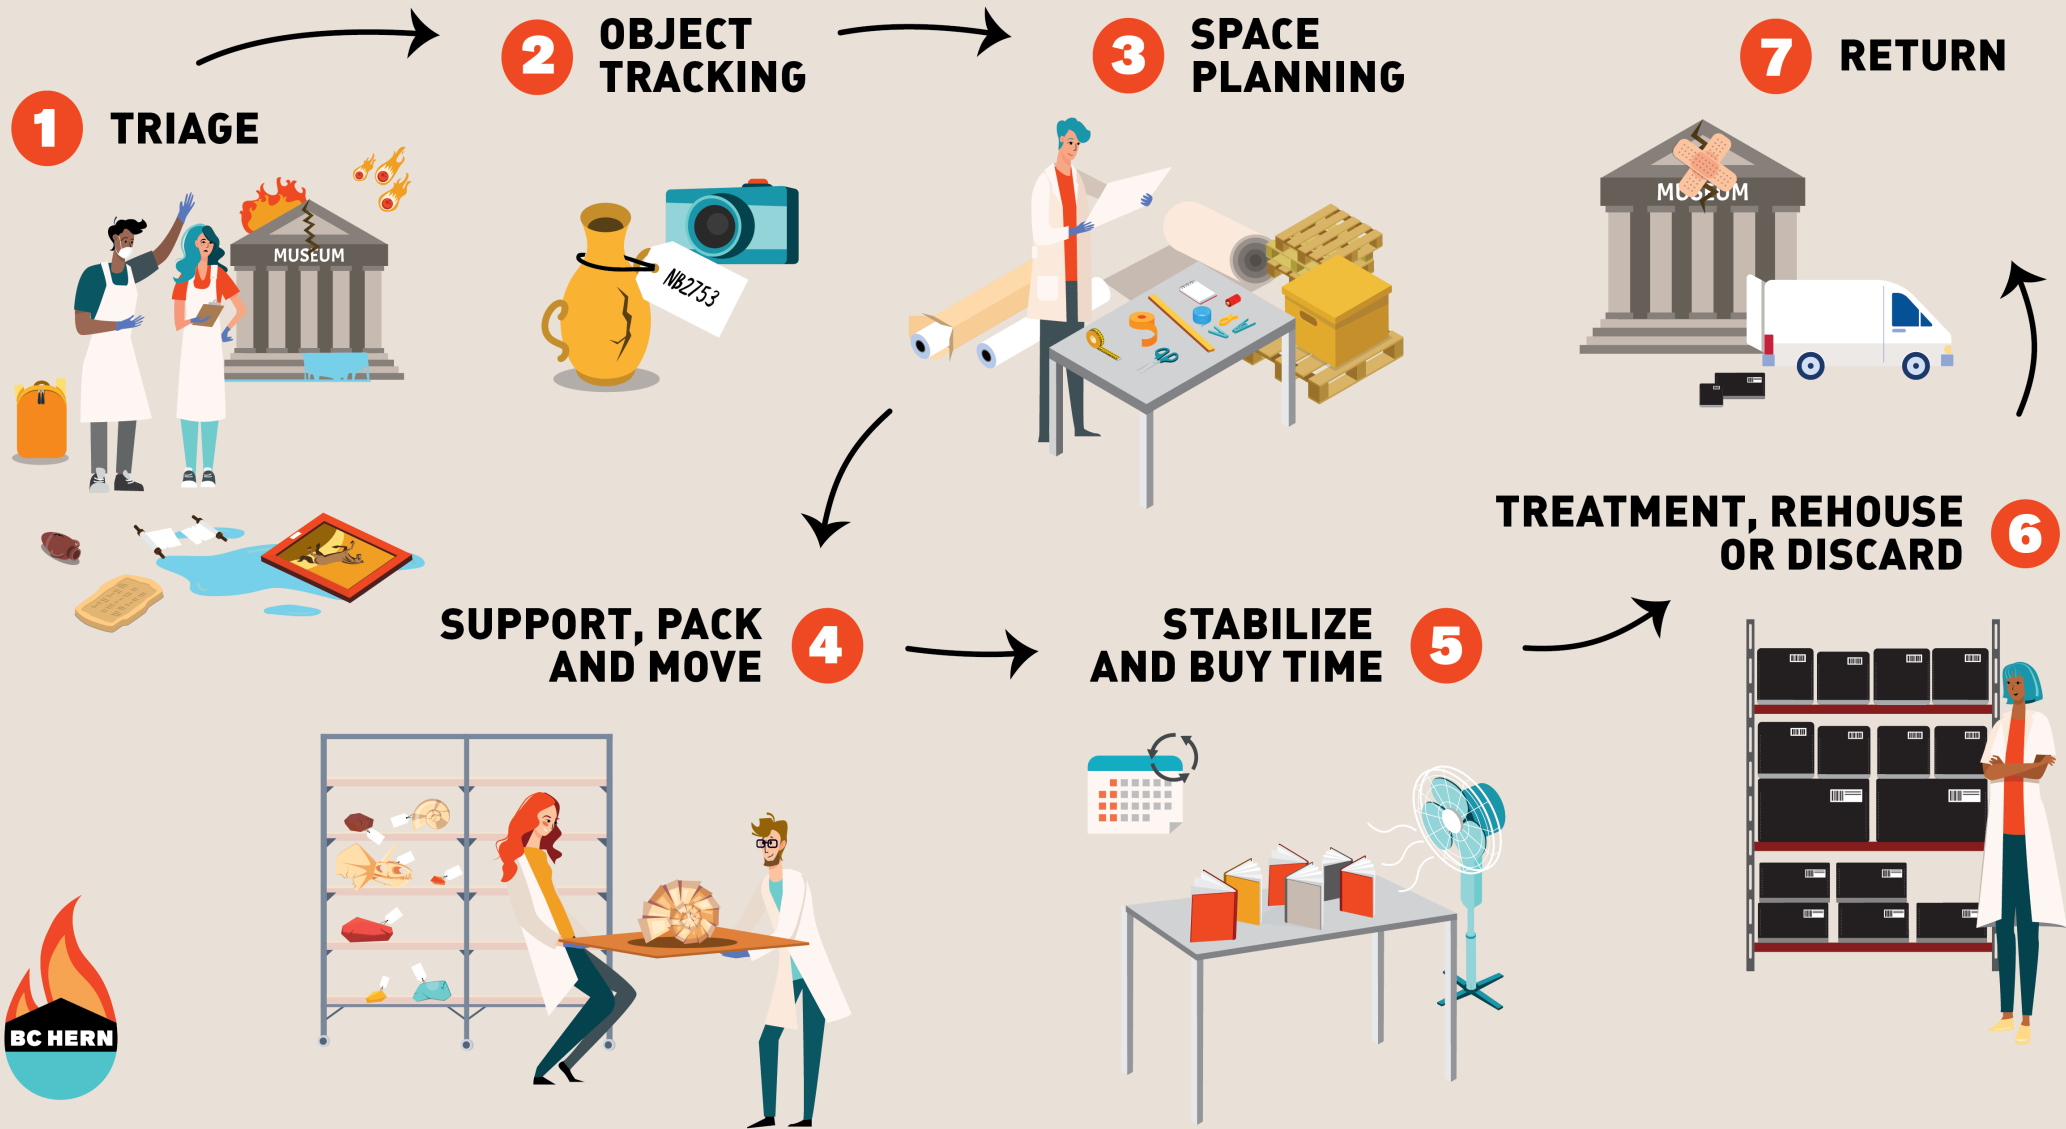 1 TRIAGE
MUSEUM
2 OBJECT
TRACKING
NB2753
3 SPACE
PLANNING
SUPPORT, PACK
AND MOVE 4
STABILIZE
AND BUY TIME 5
TREATMENT, REHOUSE
OR DISCARD 6
7 RETURN
MUSEUM
BC HERN